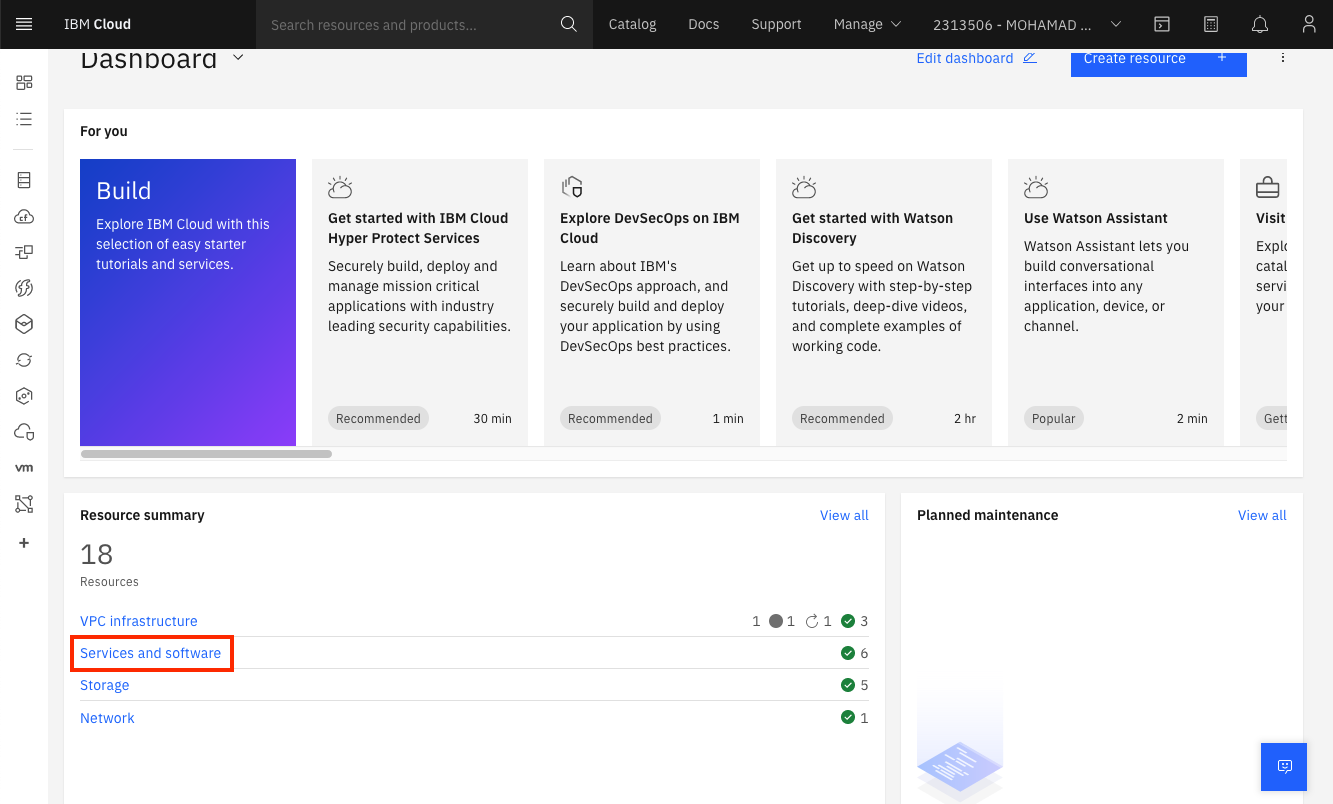 IBM Cloud
Search resources and products...
Catalog
Docs
Support
Manage
2313506 - MOHAMAD ...
Dashboard
Edit dashboard
Create resource +
For you
Build
Explore IBM Cloud with this
selection of easy starter
tutorials and services.
Get started with IBM Cloud
Hyper Protect Services
Securely build, deploy and
manage mission critical
applications with industry
leading security capabilities.
Recommended
30 min
Explore DevSecOps on IBM
Cloud
Learn about IBM's
DevSecOps approach, and
securely build and deploy
your application by using
DevSecOps best practices.
Recommended
1 min
Get started with Watson
Discovery
Get up to speed on Watson
Discovery with step-by-step
tutorials, deep-dive videos,
and complete examples of
working code.
Recommended
2 hr
Use Watson Assistant
Watson Assistant lets you
build conversational
interfaces into any
application, device, or
channel.
Popular
2 min
Visit
Explo
catal
servi
your
Gett
cf
vm
Resource summary
View all
18
Resources
VPC infrastructure
1 1 1 3
Services and software
6
Storage
5
Network
1
Planned maintenance
View all